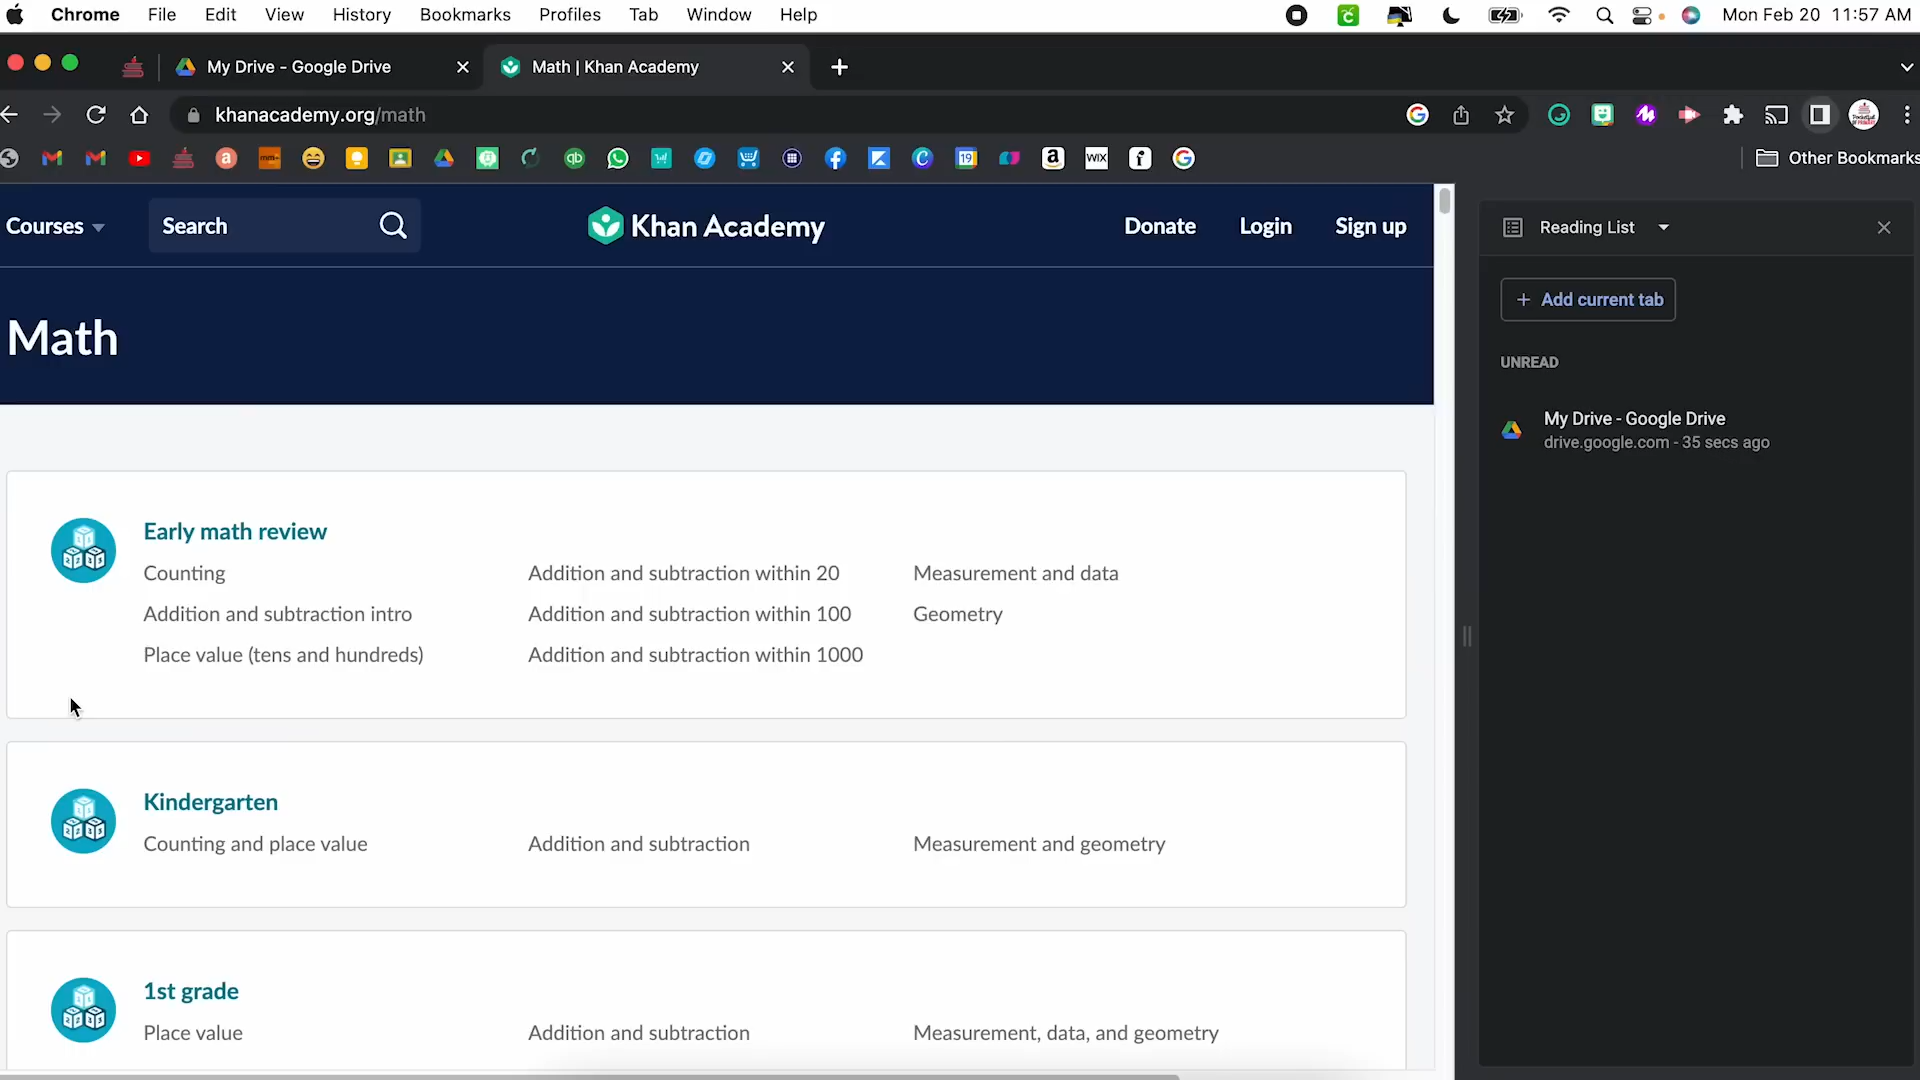 Chrome File Edit View History Bookmarks Profiles Tab Window Help Mon Feb 20 11:57 AM
My Drive - Google Drive
Math | Khan Academy
khanacademy.org/math
19 WIX
Other Bookmarks
Courses
Search
Khan Academy
Donate
Login
Sign up
Math
Early math review
Counting
Addition and subtraction intro
Place value (tens and hundreds)
Addition and subtraction within 20
Addition and subtraction within 100
Addition and subtraction within 1000
Measurement and data
Geometry
Kindergarten
Counting and place value
Addition and subtraction
Measurement and geometry
1st grade
Place value
Addition and subtraction
Measurement, data, and geometry
Reading List
+ Add current tab
UNREAD
My Drive - Google Drive
drive.google.com - 35 secs ago